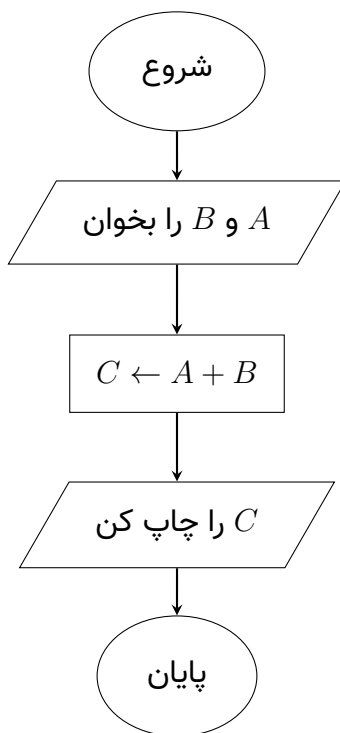 شروع
A و B را بخوان
C ← A + B
C را چاپ کن
پایان